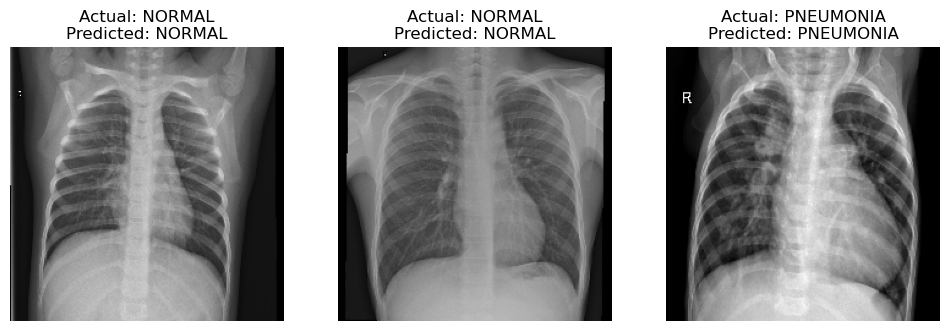 Actual: NORMAL
Predicted: NORMAL
Actual: NORMAL
Predicted: NORMAL
Actual: PNEUMONIA
Predicted: PNEUMONIA
R